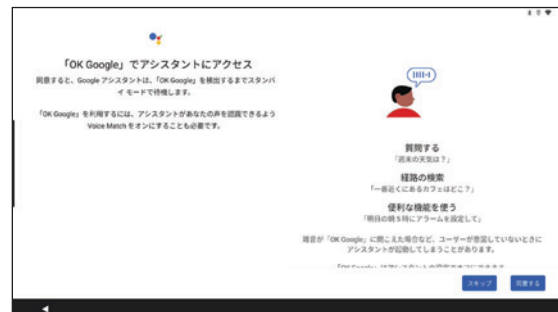 「OK Google」でアシスタントにアクセス
同意すると、Google アシスタントは、「OK Google」を検出するまでスタンバ
イ モードで待機します。
「OK Google」を利用するには、アシスタントがあなたの声を認識できるよう
Voice Match をオンにすることも必要です。
質問する
「週末の天気は？」
経路の検索
「一番近くにあるカフェはどこ？」
便利な機能を使う
「明日の朝 5 時にアラームを設定して」
雑音が「OK Google」に聞こえた場合など、ユーザーが意図していないときに
アシスタントが起動してしまうことがあります。
スキップ
同意する